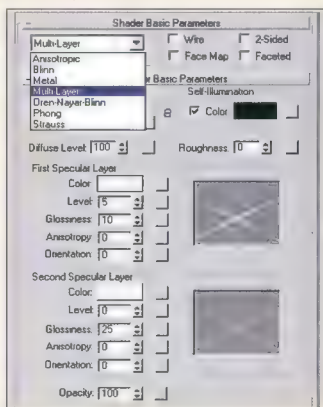 Shader Basic Parameters
Multi-Layer
Wire
2-Sided
Face Map
Faceted
Anisotropic
Blinn
Metal
Multi-Layer
Oren-Nayar-Blinn
Phong
Strauss
Basic Parameters
Self-Illumination
Color
Diffuse Level: 100
Roughness: 0
First Specular Layer
Color:
Level: 5
Glossiness: 10
Anisotropy: 0
Orientation: 0
Second Specular Layer
Color:
Level: 0
Glossiness: 25
Anisotropy: 0
Orientation: 0
Opacity: 100